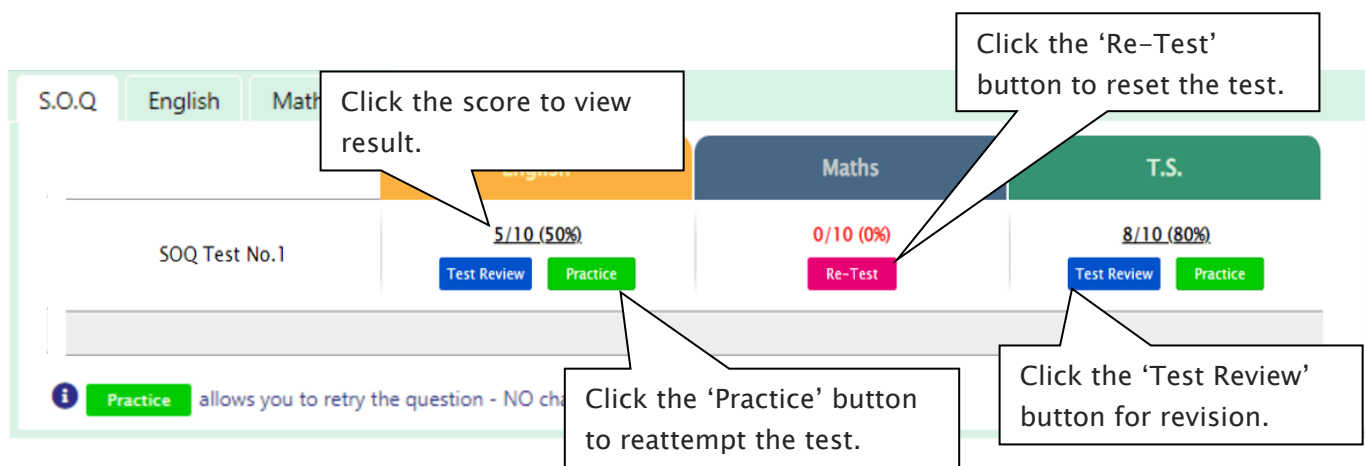 Click the ‘Re-Test’
button to reset the test.
S.O.Q English Math
Click the score to view
result.
English Maths T.S.
SOQ Test No.1
5/10 (50%) 0/10 (0%) 8/10 (80%)
Test Review Practice Re-Test Test Review Practice
Practice allows you to retry the question - NO cha
Click the ‘Practice’ button
to reattempt the test.
Click the ‘Test Review’
button for revision.